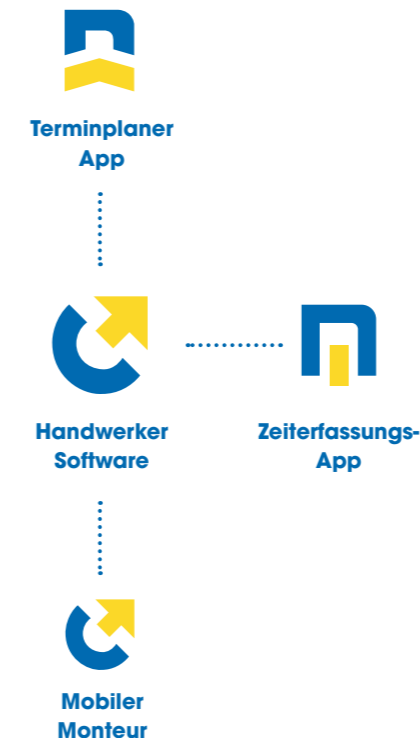 Terminplaner
App
Handwerker
Software
Zeiterfassungs-
App
Mobiler
Monteur